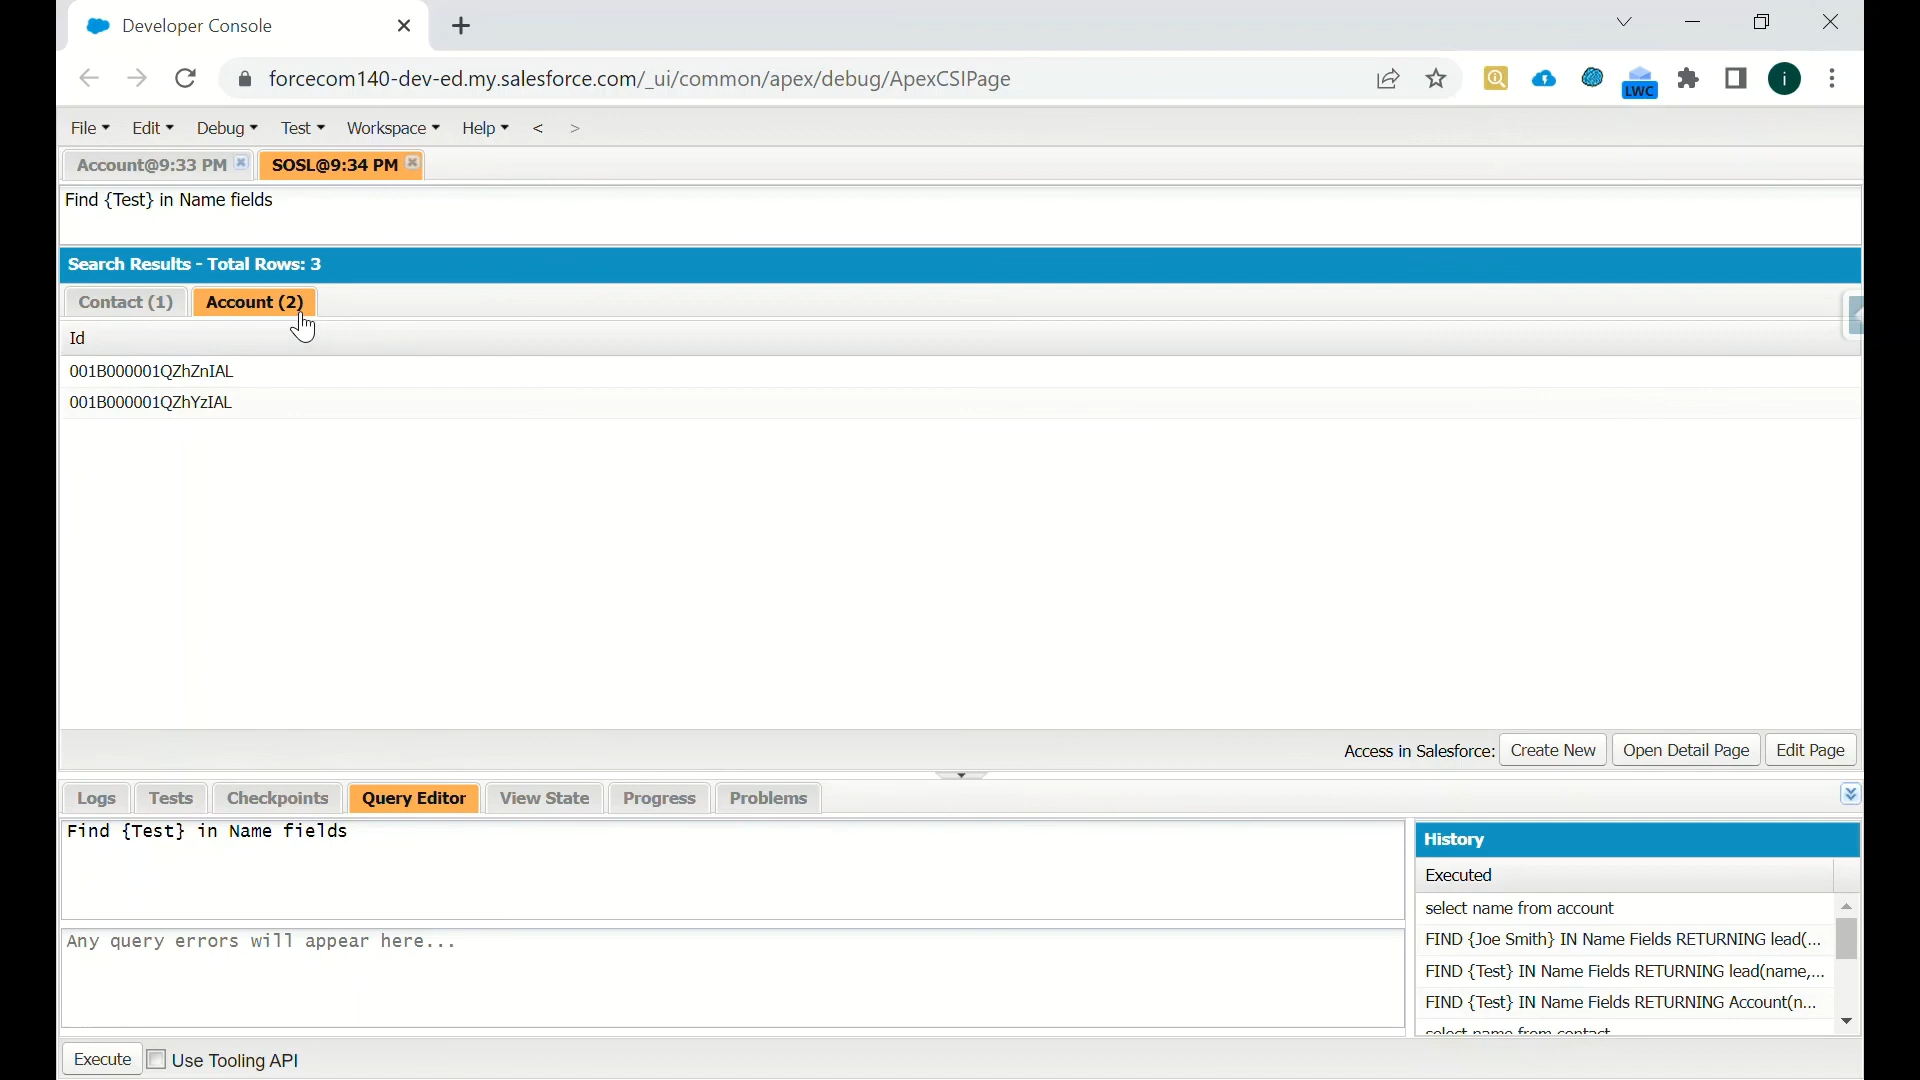 Developer Console
forcecom140-dev-ed.my.salesforce.com/_ui/common/apex/debug/ApexCSIPage
LWC
i
File Edit Debug Test Workspace Help < >
Account@9:33 PM SOSL@9:34 PM
Find {Test} in Name fields
Search Results - Total Rows: 3
Contact (1) Account (2)
Id
001B000001QZhZnIAL
001B000001QZhYzIAL
Access in Salesforce: Create New Open Detail Page Edit Page
Logs Tests Checkpoints Query Editor View State Progress Problems
Find {Test} in Name fields
Any query errors will appear here...
History
Executed
select name from account
FIND {Joe Smith} IN Name Fields RETURNING lead(...
FIND {Test} IN Name Fields RETURNING lead(name,...
FIND {Test} IN Name Fields RETURNING Account(n...
select name from contact
Execute Use Tooling API